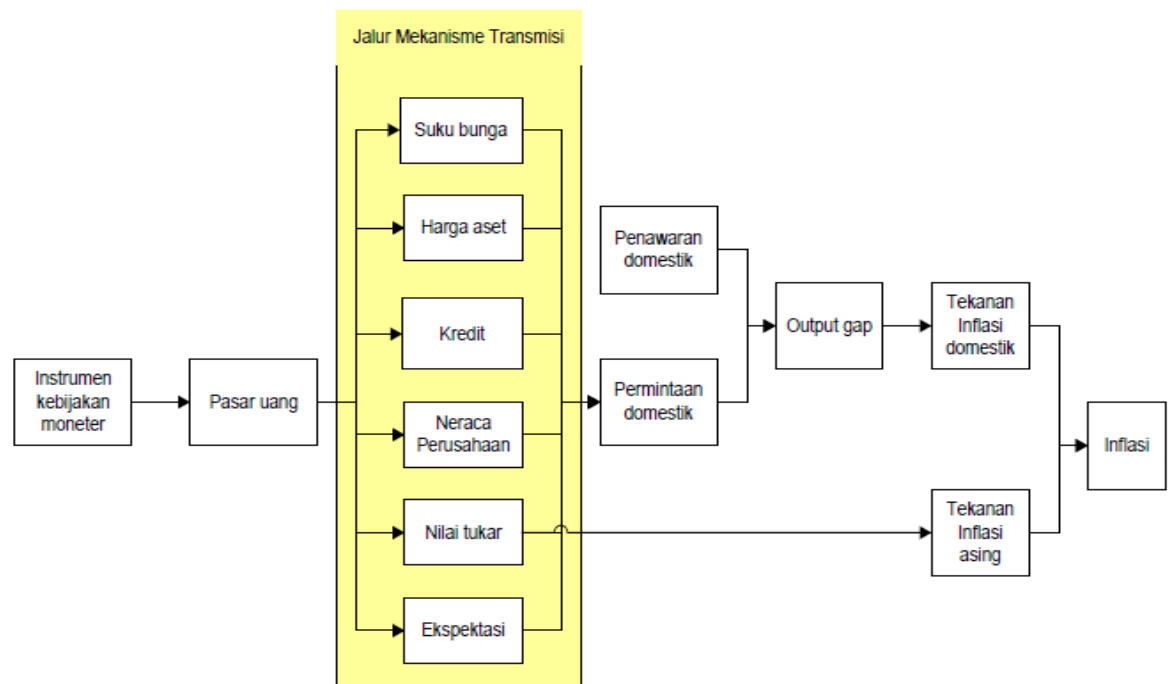 Jalur Mekanisme Transmisi
Suku bunga
Harga aset
Kredit
Neraca
Perusahaan
Nilai tukar
Ekspektasi
Instrumen
kebijakan
moneter
Pasar uang
Penawaran
domestik
Permintaan
domestik
Output gap
Tekanan
Inflasi
domestik
Tekanan
Inflasi
asing
Inflasi